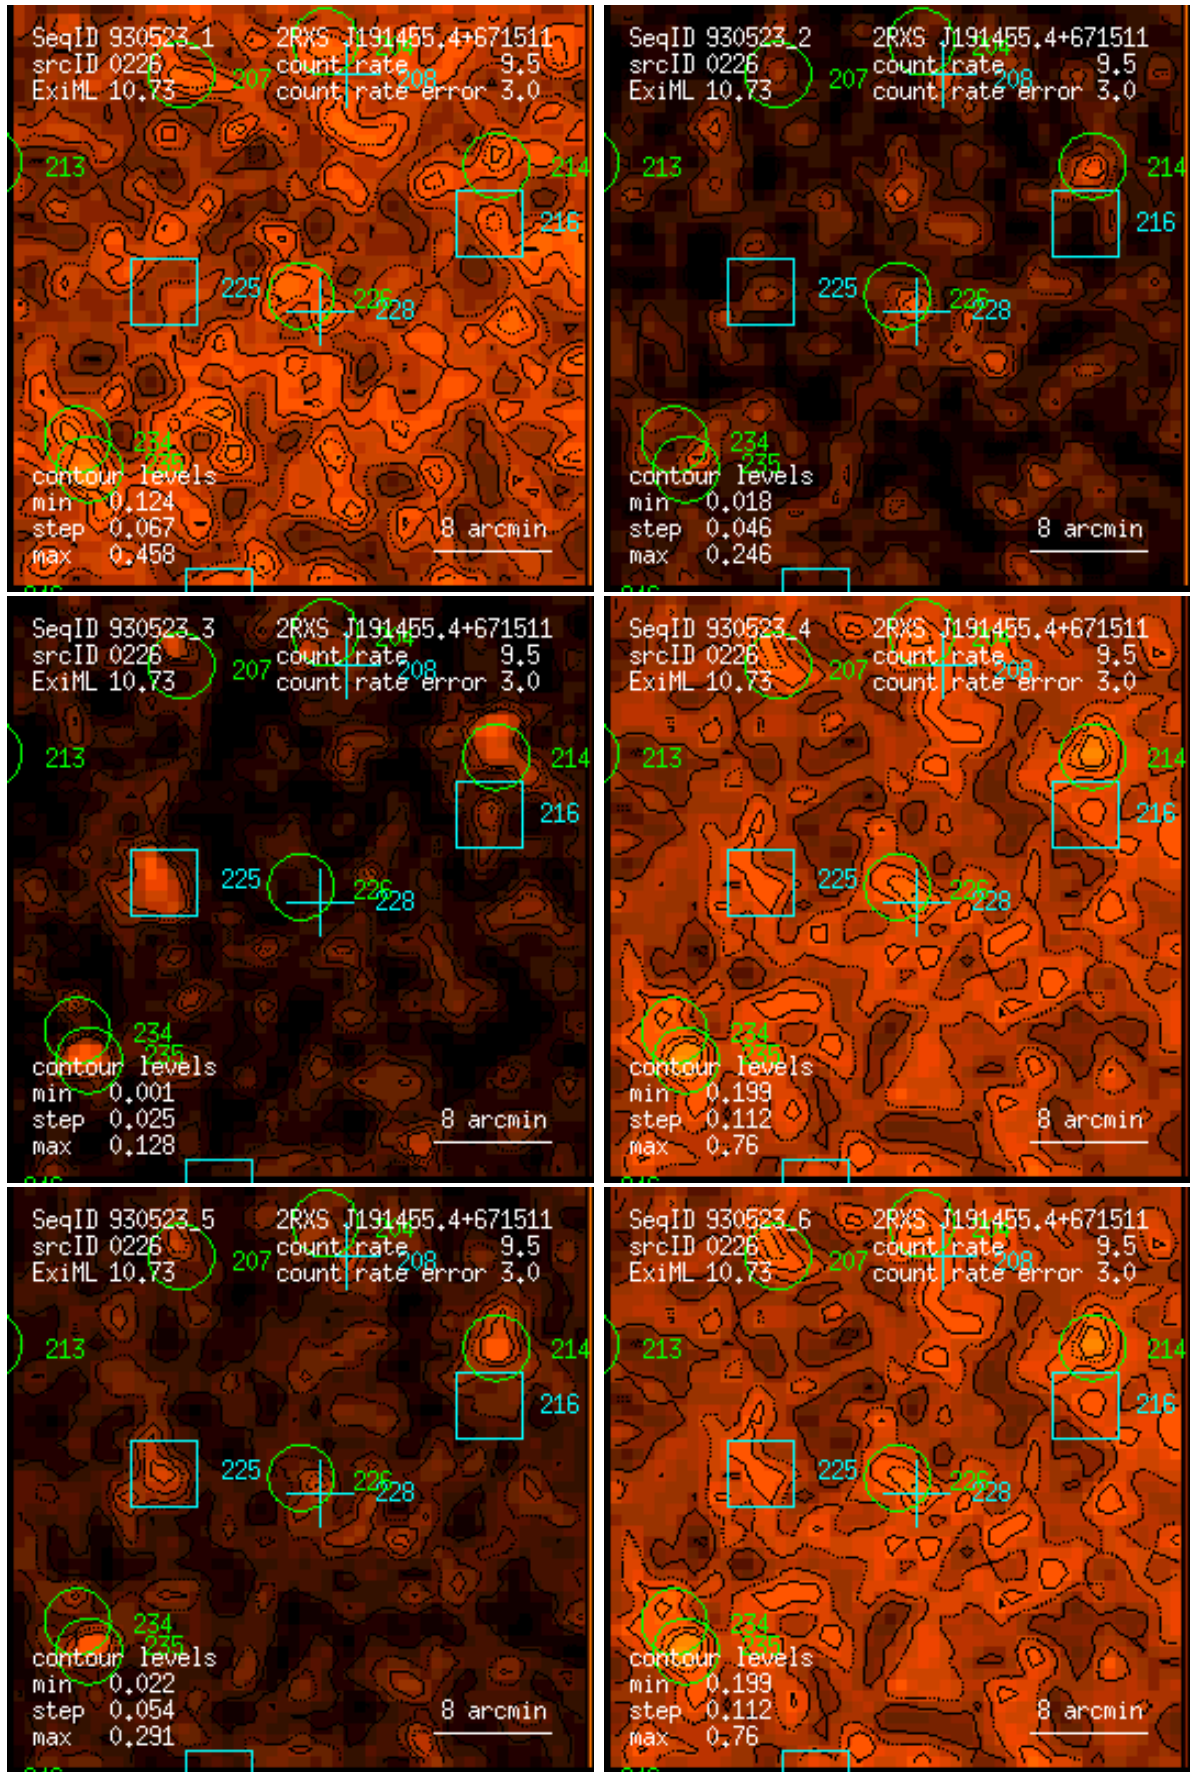 SeqID 930523_1 2RXS J191455.4+671511
204
srcID 0226 count rate 9.5
207 208
ExiML 10.73 count rate error 3.0
213 214
216
225 226 228
234
235
contour levels
min 0.124
step 0.067 8 arcmin
max 0.458
SeqID 930523_2 2RXS J191455.4+671511
204
srcID 0226 count rate 9.5
207 208
ExiML 10.73 count rate error 3.0
213 214
216
225 226 228
234
235
contour levels
min 0.018
step 0.046 8 arcmin
max 0.246
SeqID 930523_3 2RXS J191455.4+671511
204
srcID 0226 count rate 9.5
207 208
ExiML 10.73 count rate error 3.0
213 214
216
225 226 228
234
235
contour levels
min 0.001
step 0.025 8 arcmin
max 0.128
SeqID 930523_4 2RXS J191455.4+671511
204
srcID 0226 count rate 9.5
207 208
ExiML 10.73 count rate error 3.0
213 214
216
225 226 228
234
235
contour levels
min 0.199
step 0.112 8 arcmin
max 0.76
SeqID 930523_5 2RXS J191455.4+671511
204
srcID 0226 count rate 9.5
207 208
ExiML 10.73 count rate error 3.0
213 214
216
225 226 228
234
235
contour levels
min 0.022
step 0.054 8 arcmin
max 0.291
SeqID 930523_6 2RXS J191455.4+671511
204
srcID 0226 count rate 9.5
207 208
ExiML 10.73 count rate error 3.0
213 214
216
225 226 228
234
235
contour levels
min 0.199
step 0.112 8 arcmin
max 0.76